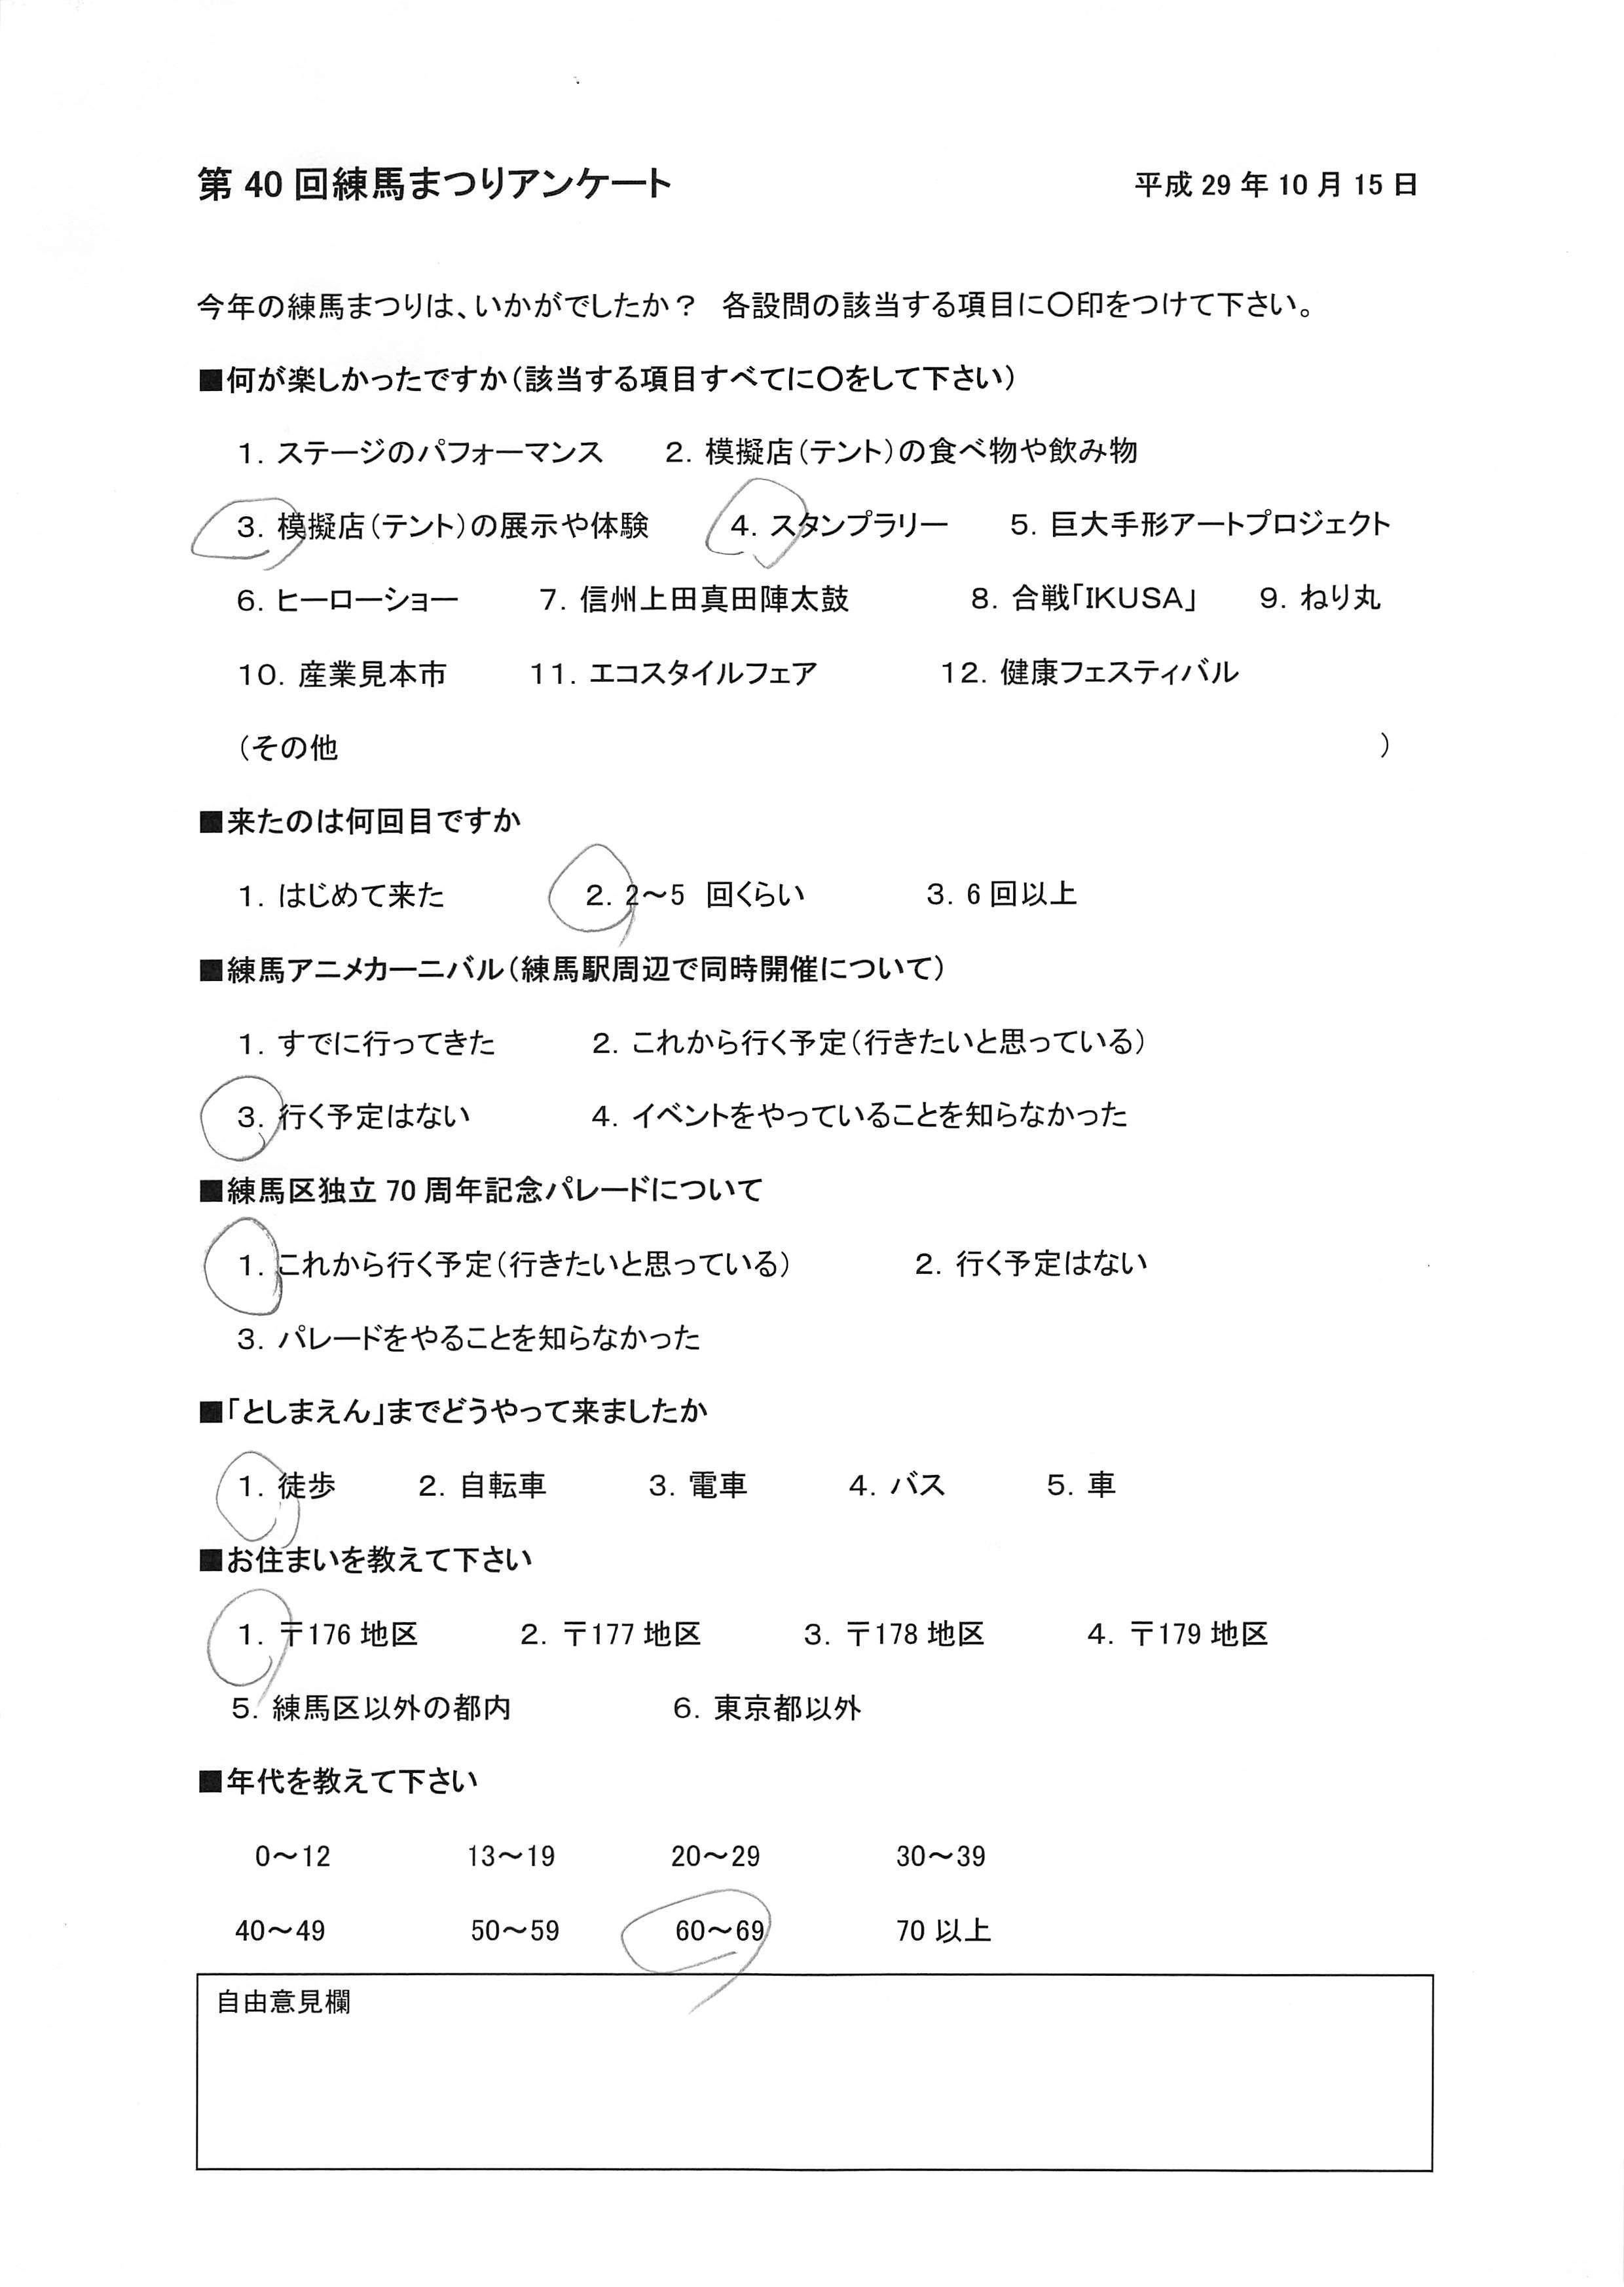 第 40 回練馬まつりアンケート　平成 29 年 10 月 15 日
今年の練馬まつりは、いかがでしたか？　各設問の該当する項目に〇印をつけて下さい。
■何が楽しかったですか（該当する項目すべてに〇をして下さい）
１．ステージのパフォーマンス　２．模擬店（テント）の食べ物や飲み物
３．模擬店（テント）の展示や体験　４．スタンプラリー　５．巨大手形アートプロジェクト
６．ヒーローショー　７．信州上田真田陣太鼓　８．合戦「IKUSA」　９．ねり丸
１０．産業見本市　１１．エコスタイルフェア　１２．健康フェスティバル
（その他　）
■来たのは何回目ですか
１．はじめて来た　２．２～５ 回くらい　３．６回以上
■練馬アニメカーニバル（練馬駅周辺で同時開催について）
１．すでに行ってきた　２．これから行く予定（行きたいと思っている）
３．行く予定はない　４．イベントをやっていることを知らなかった
■練馬区独立 70 周年記念パレードについて
１．これから行く予定（行きたいと思っている）　２．行く予定はない
３．パレードをやることを知らなかった
■「としまえん」までどうやって来ましたか
１．徒歩　２．自転車　３．電車　４．バス　５．車
■お住まいを教えて下さい
１．〒176 地区　２．〒177 地区　３．〒178 地区　４．〒179 地区
５．練馬区以外の都内　６．東京都以外
■年代を教えて下さい
0～12　13～19　20～29　30～39
40～49　50～59　60～69　70 以上
自由意見欄